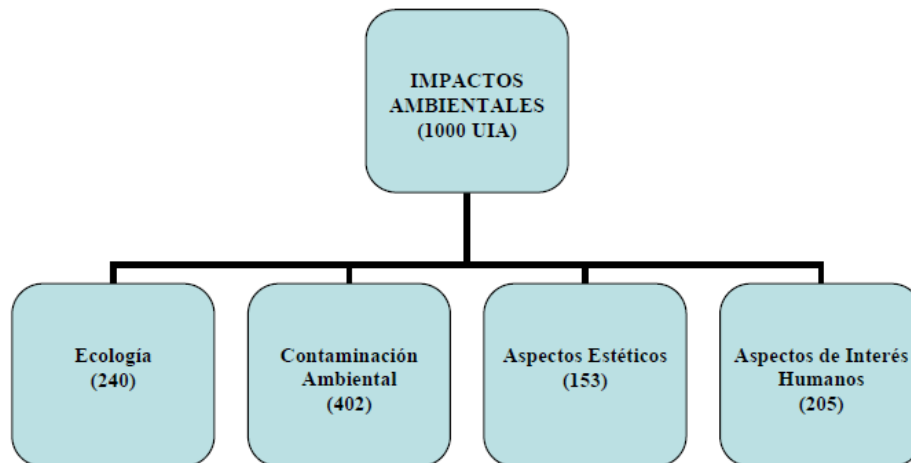 IMPACTOS
AMBIENTALES
(1000 UIA)
Ecología
(240)
Contaminación
Ambiental
(402)
Aspectos Estéticos
(153)
Aspectos de Interés
Humanos
(205)